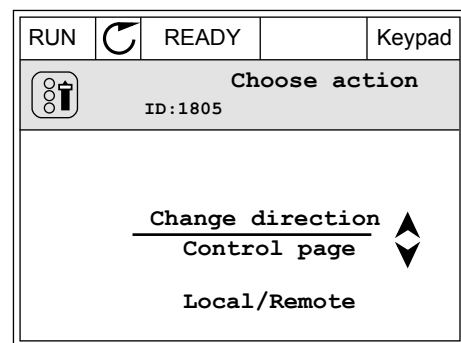 RUN READY Keypad
Choose action
ID:1805
Change direction
Control page
Local/Remote